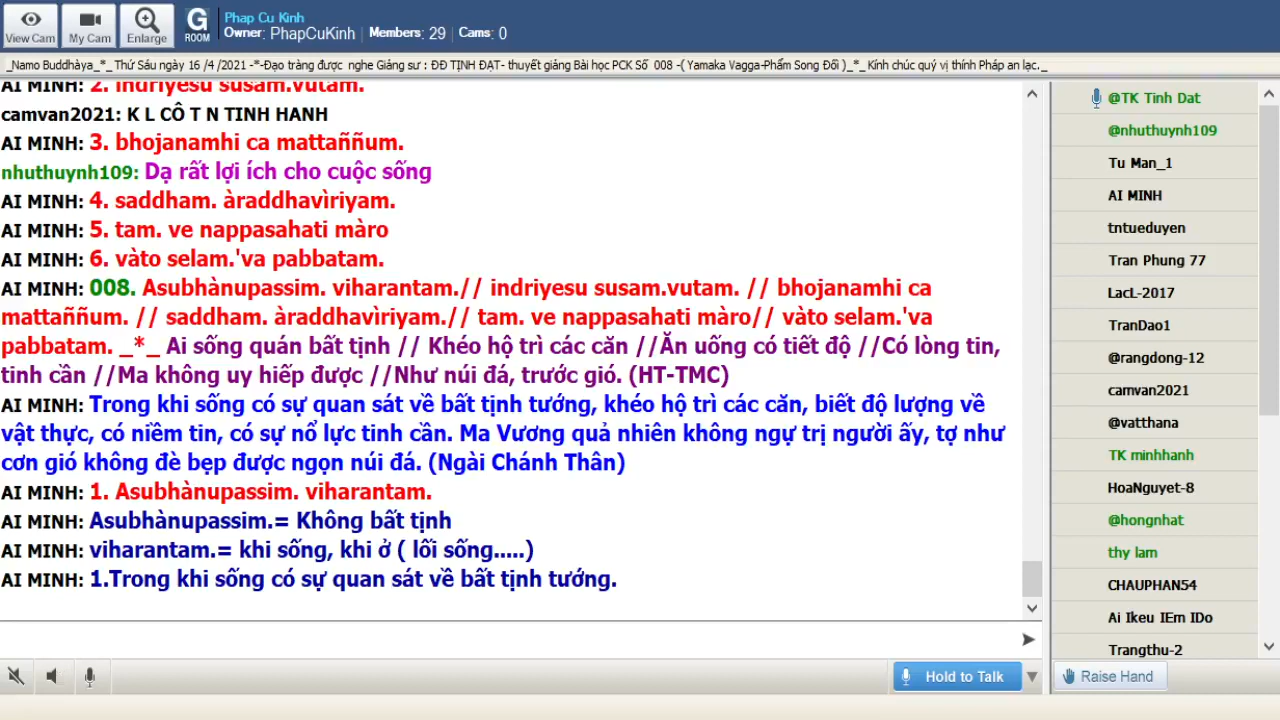 View Cam
My Cam
Enlarge
G
ROOM
Phap Cu Kinh
Owner: PhapCuKinh | Members: 29 | Cams: 0
_Namo Buddhàya_*_ Thứ Sáu ngày 16 /4 /2021 -*-Đạo tràng được nghe Giảng sư : ĐĐ TỊNH ĐẠT- thuyết giảng Bài học PCK Số 008 -( Yamaka Vagga-Phẩm Song Đối )_*_ Kính chúc quý vị thính Pháp an lạc._
AI MINH: 2. indriyesu susam.vutam.
camvan2021: K L CÔ T N TINH HANH
AI MINH: 3. bhojanamhi ca mattaññum.
nhuthuynh109: Dạ rất lợi ích cho cuộc sống
AI MINH: 4. saddham. àraddhavìriyam.
AI MINH: 5. tam. ve nappasahati màro
AI MINH: 6. vàto selam.'va pabbatam.
AI MINH: 008. Asubhànupassim. viharantam.// indriyesu susam.vutam. // bhojanamhi ca
mattaññum. // saddham. àraddhavìriyam.// tam. ve nappasahati màro// vàto selam.'va
pabbatam. _*_ Ai sống quán bất tịnh // Khéo hộ trì các căn //Ăn uống có tiết độ //Có lòng tin,
tinh cần //Ma không uy hiếp được //Như núi đá, trước gió. (HT-TMC)
AI MINH: Trong khi sống có sự quan sát về bất tịnh tướng, khéo hộ trì các căn, biết độ lượng về
vật thực, có niềm tin, có sự nổ lực tinh cần. Ma Vương quả nhiên không ngự trị người ấy, tợ như
cơn gió không đè bẹp được ngọn núi đá. (Ngài Chánh Thân)
AI MINH: 1. Asubhànupassim. viharantam.
AI MINH: Asubhànupassim.= Không bất tịnh
AI MINH: viharantam.= khi sống, khi ở ( lối sống.....)
AI MINH: 1.Trong khi sống có sự quan sát về bất tịnh tướng.
Hold to Talk
@TK Tinh Dat
@nhuthuynh109
Tu Man_1
AI MINH
tntueduyen
Tran Phung 77
LacL-2017
TranDao1
@rangdong-12
camvan2021
@vatthana
TK minhhanh
HoaNguyet-8
@hongnhat
thy lam
CHAUPHAN54
Ai Ikeu IEm IDo
Trangthu-2
Raise Hand